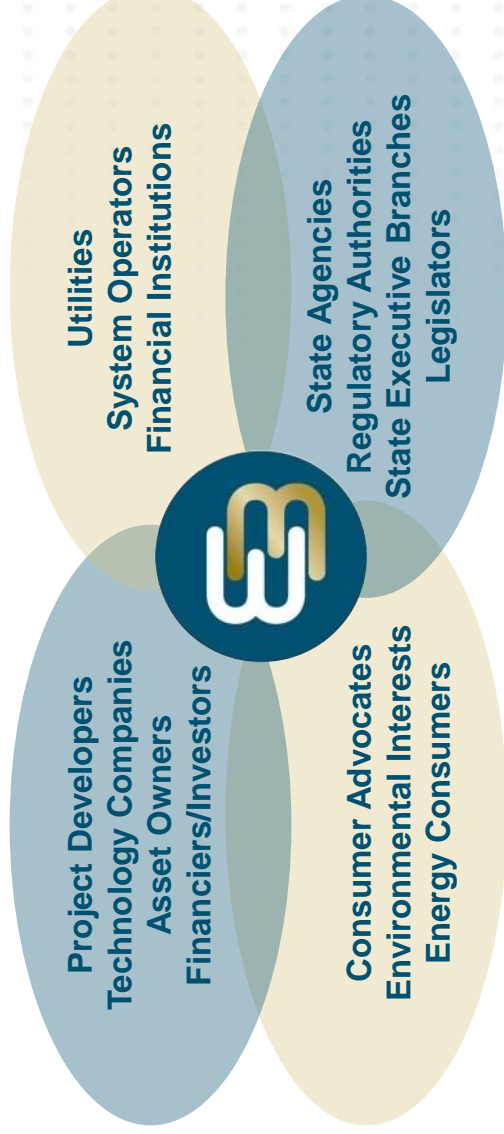 Project Developers
Technology Companies
Asset Owners
Financiers/Investors
Utilities
System Operators
Financial Institutions
wm
Consumer Advocates
Environmental Interests
Energy Consumers
State Agencies
Regulatory Authorities
State Executive Branches
Legislators